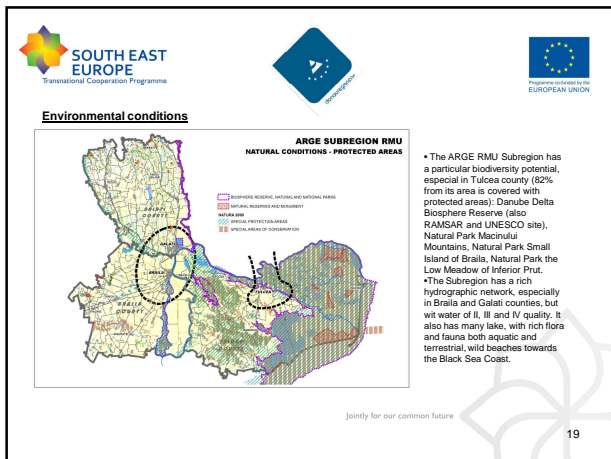 SOUTH EAST
EUROPE
Transnational Cooperation Programme
donauregionen+
Programme co-funded by the
EUROPEAN UNION
Environmental conditions
ARGE SUBREGION RMU
NATURAL CONDITIONS - PROTECTED AREAS
BIOSPHERE RESERVE, NATURAL AND NATIONAL PARKS
NATURAL RESERVES AND MONUMENT
NATURA 2000
SPECIAL PROTECTION AREAS
SPECIAL AREAS OF CONSERVATION
GALATI
COUNTY
GALATI
BRAILA
BRAILA
COUNTY
TULCEA
COUNTY
• The ARGE RMU Subregion has
a particular biodiversity potential,
especial in Tulcea county (82%
from its area is covered with
protected areas): Danube Delta
Biosphere Reserve (also
RAMSAR and UNESCO site),
Natural Park Macinului
Mountains, Natural Park Small
Island of Braila, Natural Park the
Low Meadow of Inferior Prut.
•The Subregion has a rich
hydrographic network, especially
in Braila and Galati counties, but
wit water of II, III and IV quality. It
also has many lake, with rich flora
and fauna both aquatic and
terrestrial, wild beaches towards
the Black Sea Coast.
Jointly for our common future
19